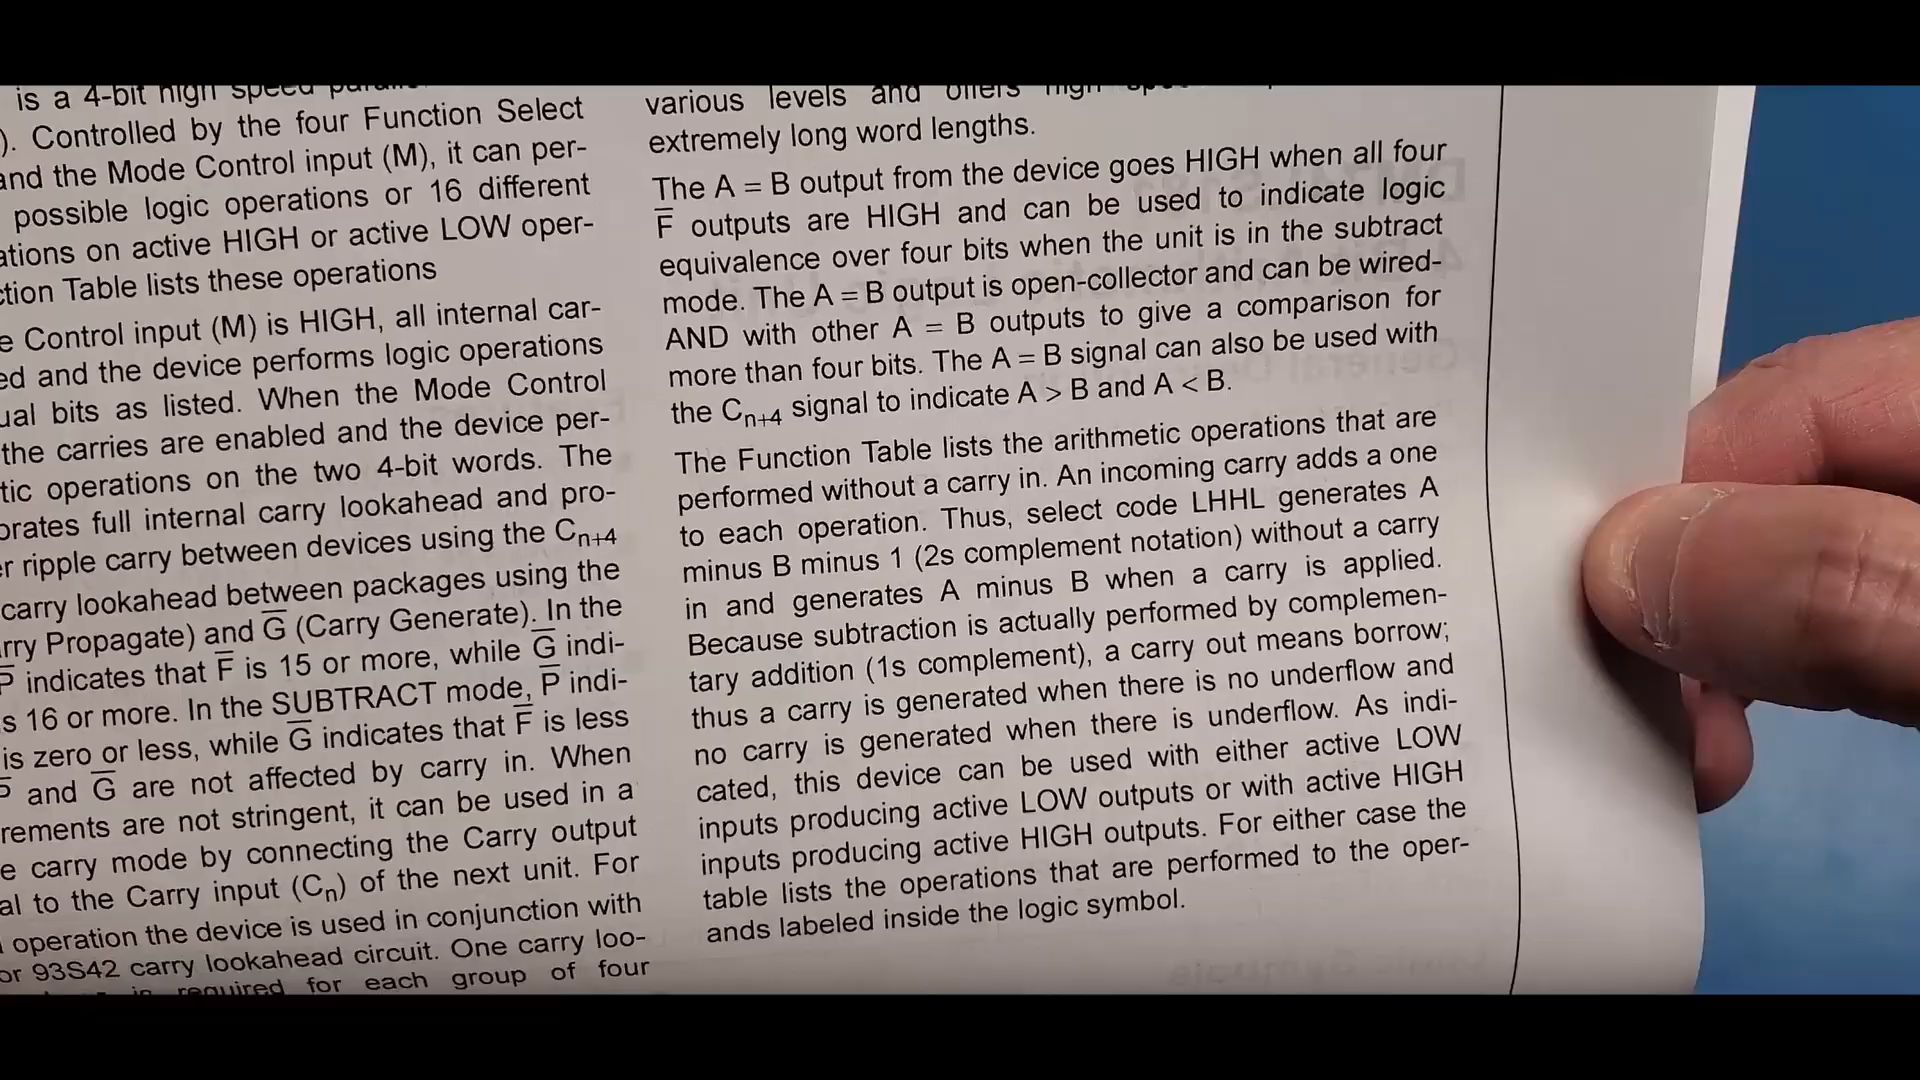 is a 4-bit high speed
). Controlled by the four Function Select
and the Mode Control input (M), it can per-
possible logic operations or 16 different
ations on active HIGH or active LOW oper-
ction Table lists these operations
e Control input (M) is HIGH, all internal car-
ed and the device performs logic operations
ual bits as listed. When the Mode Control
the carries are enabled and the device per-
tic operations on the two 4-bit words. The
orates full internal carry lookahead and pro-
er ripple carry between devices using the Cn+4
carry lookahead between packages using the
rry Propagate) and G̅ (Carry Generate). In the
P̅ indicates that F̅ is 15 or more, while G̅ indi-
s 16 or more. In the SUBTRACT mode, P̅ indi-
is zero or less, while G̅ indicates that F̅ is less
P̅ and G̅ are not affected by carry in. When
rements are not stringent, it can be used in a
e carry mode by connecting the Carry output
al to the Carry input (Cn) of the next unit. For
operation the device is used in conjunction with
or 93S42 carry lookahead circuit. One carry loo-
is required for each group of four
various levels and offers high
extremely long word lengths.
The A = B output from the device goes HIGH when all four
F̅ outputs are HIGH and can be used to indicate logic
equivalence over four bits when the unit is in the subtract
mode. The A = B output is open-collector and can be wired-
AND with other A = B outputs to give a comparison for
more than four bits. The A = B signal can also be used with
the Cn+4 signal to indicate A > B and A < B.
The Function Table lists the arithmetic operations that are
performed without a carry in. An incoming carry adds a one
to each operation. Thus, select code LHHL generates A
minus B minus 1 (2s complement notation) without a carry
in and generates A minus B when a carry is applied.
Because subtraction is actually performed by complemen-
tary addition (1s complement), a carry out means borrow;
thus a carry is generated when there is no underflow and
no carry is generated when there is underflow. As indi-
cated, this device can be used with either active LOW
inputs producing active LOW outputs or with active HIGH
inputs producing active HIGH outputs. For either case the
table lists the operations that are performed to the oper-
ands labeled inside the logic symbol.